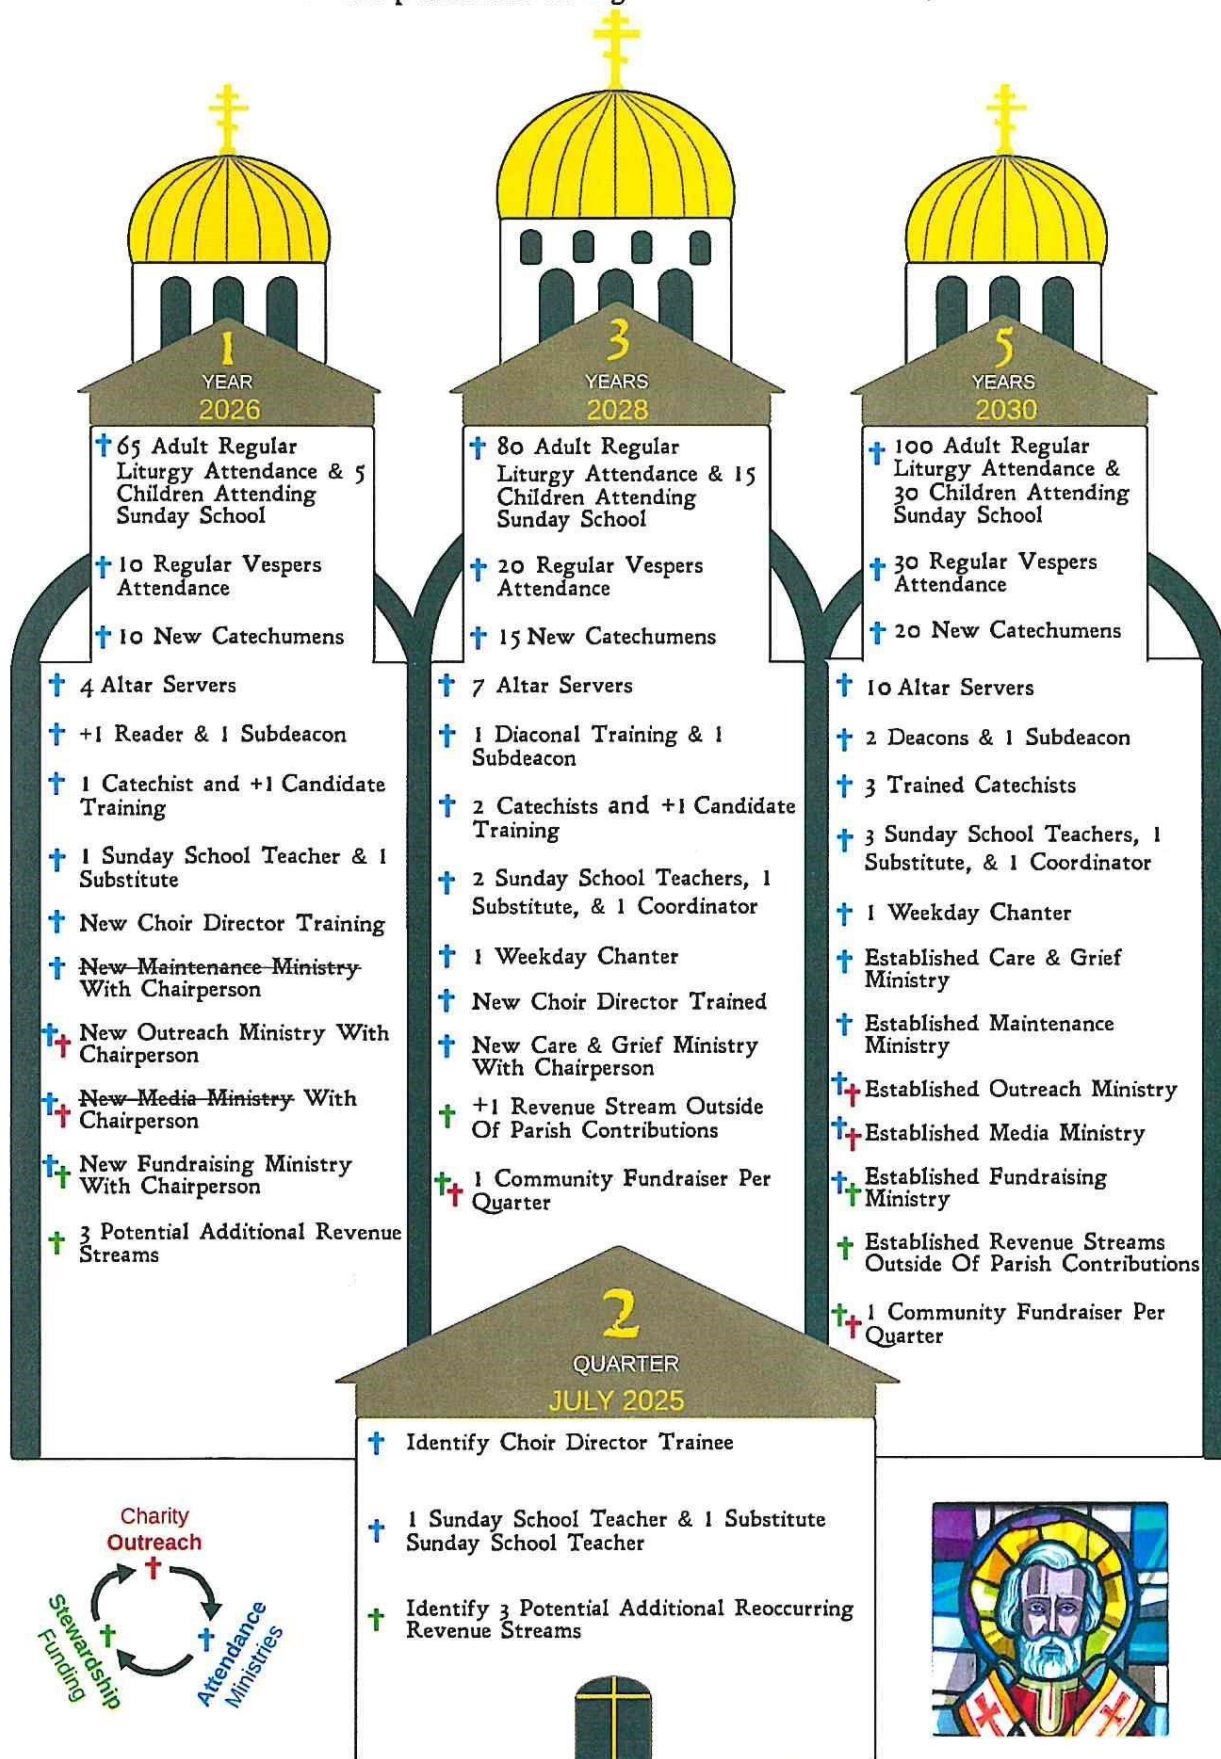 1
YEAR
2026
65 Adult Regular
Liturgy Attendance & 5
Children Attending
Sunday School
10 Regular Vespers
Attendance
10 New Catechumens
4 Altar Servers
+1 Reader & 1 Subdeacon
1 Catechist and +1 Candidate
Training
1 Sunday School Teacher & 1
Substitute
New Choir Director Training
New Maintenance Ministry
With Chairperson
New Outreach Ministry With
Chairperson
New Media Ministry With
Chairperson
New Fundraising Ministry
With Chairperson
3 Potential Additional Revenue
Streams
3
YEARS
2028
80 Adult Regular
Liturgy Attendance & 15
Children Attending
Sunday School
20 Regular Vespers
Attendance
15 New Catechumens
7 Altar Servers
1 Diaconal Training & 1
Subdeacon
2 Catechists and +1 Candidate
Training
2 Sunday School Teachers, 1
Substitute, & 1 Coordinator
1 Weekday Chanter
New Choir Director Trained
New Care & Grief Ministry
With Chairperson
+1 Revenue Stream Outside
Of Parish Contributions
1 Community Fundraiser Per
Quarter
5
YEARS
2030
100 Adult Regular
Liturgy Attendance &
30 Children Attending
Sunday School
30 Regular Vespers
Attendance
20 New Catechumens
10 Altar Servers
2 Deacons & 1 Subdeacon
3 Trained Catechists
3 Sunday School Teachers, 1
Substitute, & 1 Coordinator
1 Weekday Chanter
Established Care & Grief
Ministry
Established Maintenance
Ministry
Established Outreach Ministry
Established Media Ministry
Established Fundraising
Ministry
Established Revenue Streams
Outside Of Parish Contributions
1 Community Fundraiser Per
Quarter
2
QUARTER
JULY 2025
Identify Choir Director Trainee
1 Sunday School Teacher & 1 Substitute
Sunday School Teacher
Identify 3 Potential Additional Reoccurring
Revenue Streams
Charity
Outreach
Attendance
Ministries
Stewardship
Funding